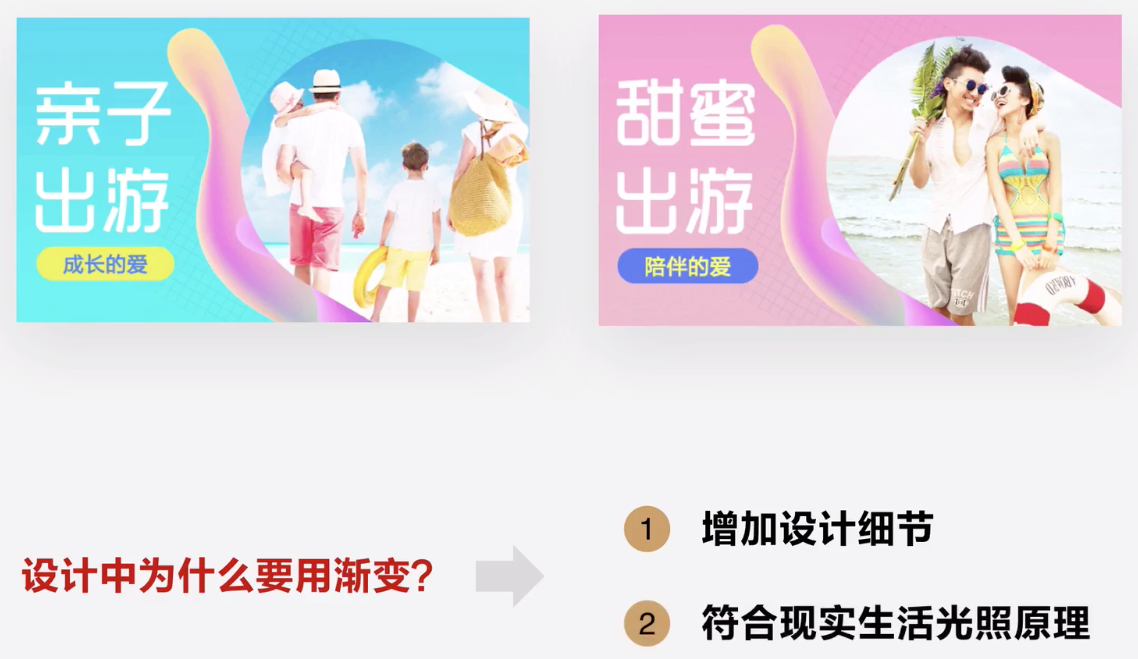 亲子
出游
成长的爱
甜蜜
出游
陪伴的爱
设计中为什么要用渐变?
1 增加设计细节
2 符合现实生活光照原理